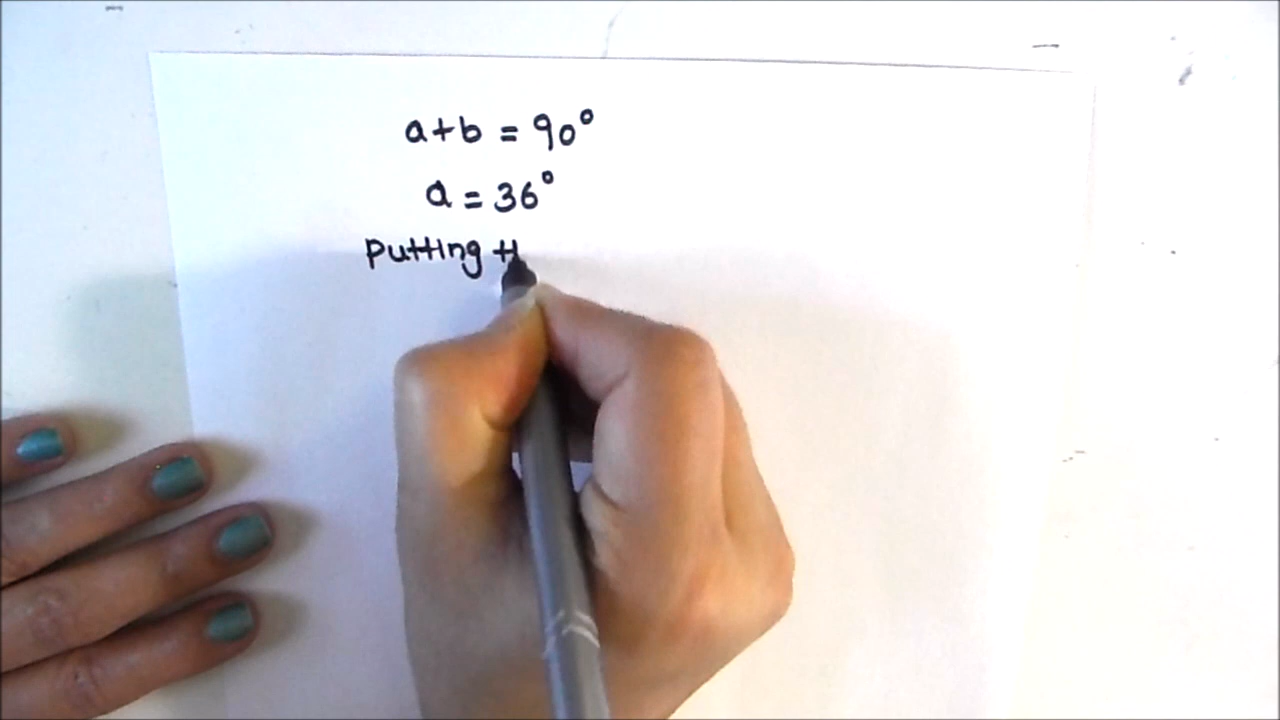 a+b = 90°
a = 36°
Putting